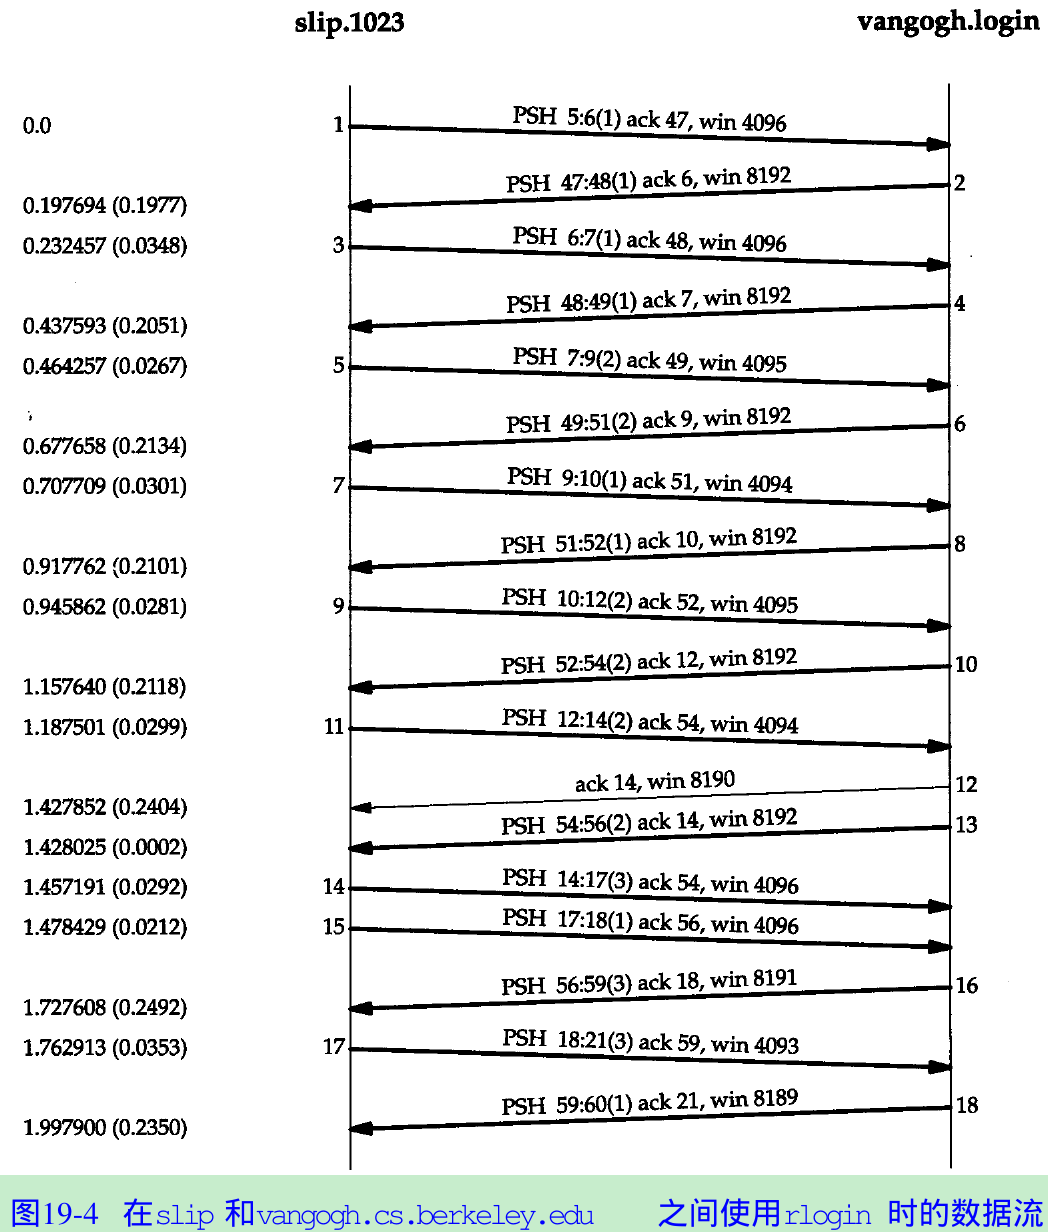 slip.1023 vangogh.login
0.0 1 PSH 5:6(1) ack 47, win 4096
PSH 47:48(1) ack 6, win 8192 2
0.197694 (0.1977)
0.232457 (0.0348) 3 PSH 6:7(1) ack 48, win 4096
PSH 48:49(1) ack 7, win 8192 4
0.437593 (0.2051)
0.464257 (0.0267) 5 PSH 7:9(2) ack 49, win 4095
PSH 49:51(2) ack 9, win 8192 6
0.677658 (0.2134)
0.707709 (0.0301) 7 PSH 9:10(1) ack 51, win 4094
PSH 51:52(1) ack 10, win 8192 8
0.917762 (0.2101)
0.945862 (0.0281) 9 PSH 10:12(2) ack 52, win 4095
PSH 52:54(2) ack 12, win 8192 10
1.157640 (0.2118)
1.187501 (0.0299) 11 PSH 12:14(2) ack 54, win 4094
ack 14, win 8190 12
1.427852 (0.2404)
PSH 54:56(2) ack 14, win 8192 13
1.428025 (0.0002)
1.457191 (0.0292) 14 PSH 14:17(3) ack 54, win 4096
1.478429 (0.0212) 15 PSH 17:18(1) ack 56, win 4096
PSH 56:59(3) ack 18, win 8191 16
1.727608 (0.2492)
1.762913 (0.0353) 17 PSH 18:21(3) ack 59, win 4093
PSH 59:60(1) ack 21, win 8189 18
1.997900 (0.2350)
图19-4 在slip 和vangogh.cs.berkeley.edu 之间使用rlogin 时的数据流